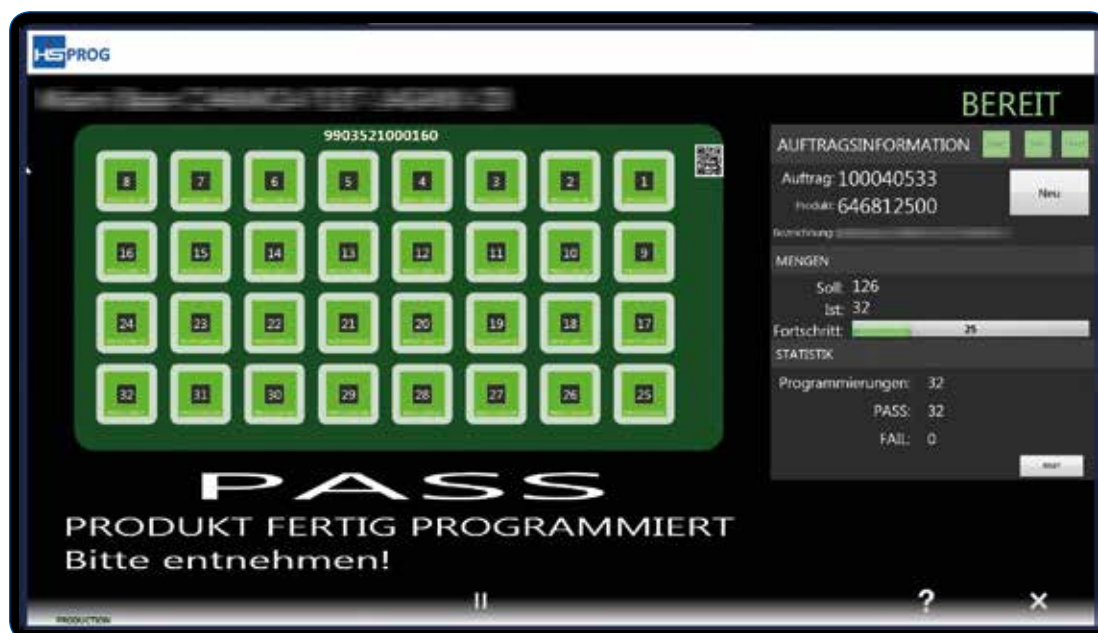 HSPROG
BEREIT
9903521000160
8 7 6 5 4 3 2 1
16 15 14 13 12 11 10 9
24 23 22 21 20 19 18 17
32 31 30 29 28 27 26 25
PASS
PRODUKT FERTIG PROGRAMMIERT
Bitte entnehmen!
AUFTRAGSINFORMATION
Auftrag: 100040533
Produkt: 646812500
Neu
Bezeichnung:
MENGEN
Soll: 126
Ist: 32
Fortschritt: 25
STATISTIK
Programmierungen: 32
PASS: 32
FAIL: 0
?
PRODUCTION